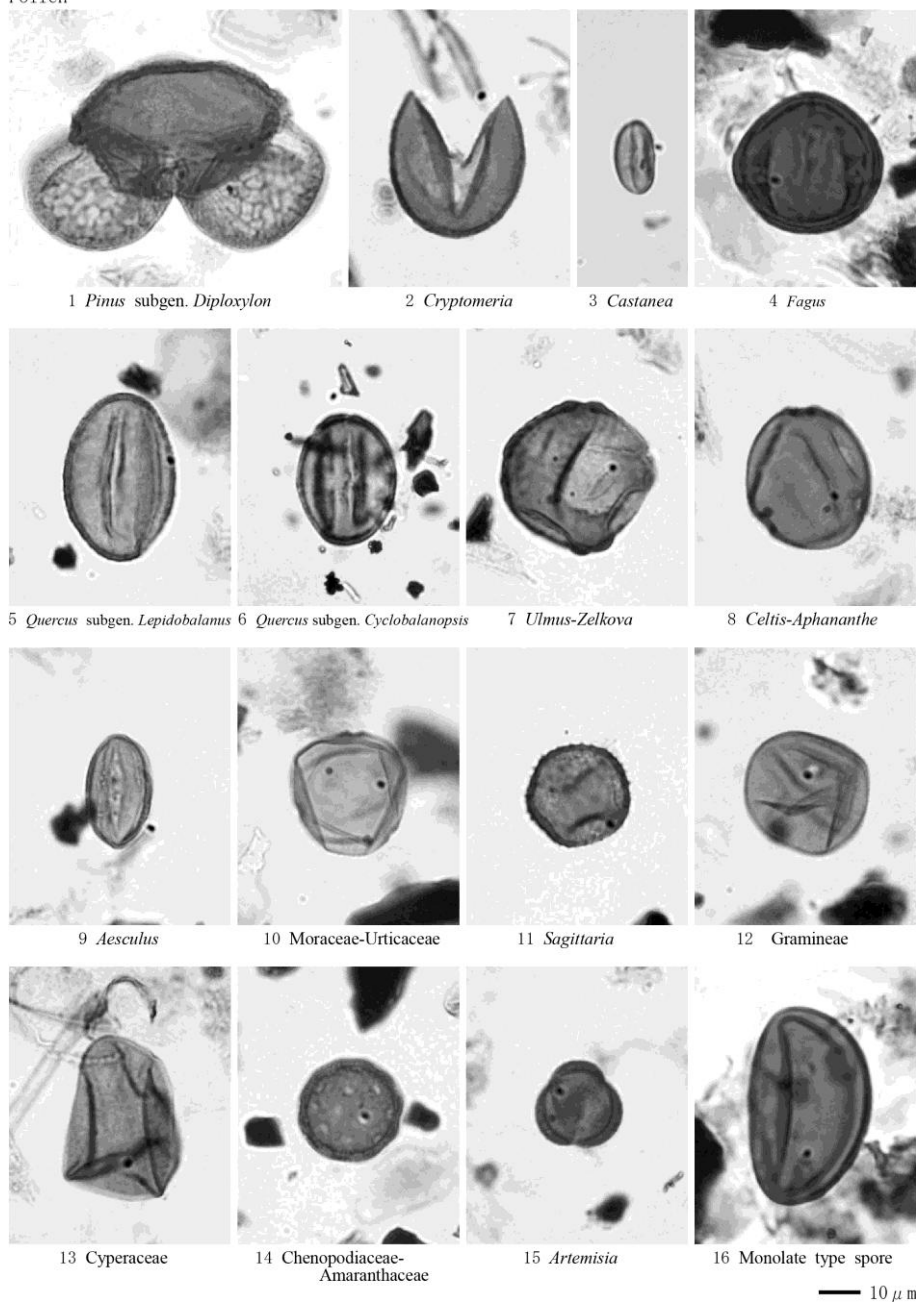 Pollen
1 Pinus subgen. Diploxylon
2 Cryptomeria
3 Castanea
4 Fagus
5 Quercus subgen. Lepidobalanus
6 Quercus subgen. Cyclobalanopsis
7 Ulmus-Zelkova
8 Celtis-Aphananthe
9 Aesculus
10 Moraceae-Urticaceae
11 Sagittaria
12 Gramineae
13 Cyperaceae
14 Chenopodiaceae-
Amaranthaceae
15 Artemisia
16 Monolate type spore
10μm